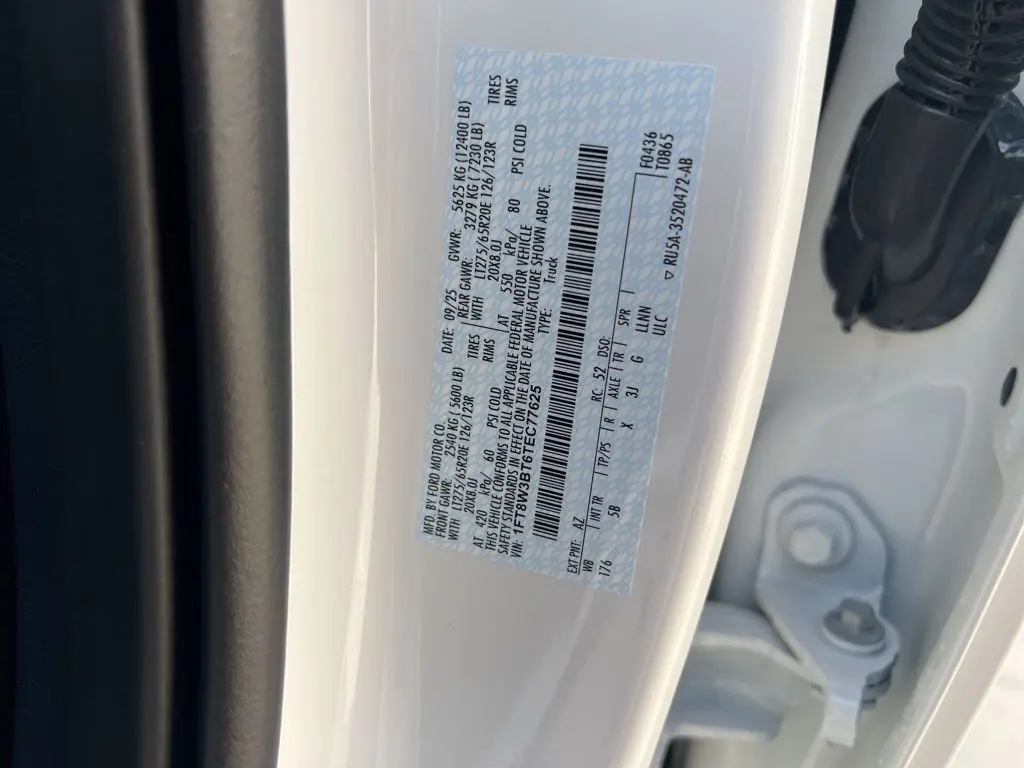 MFD. BY FORD MOTOR CO.
DATE: 09/25 GVWR: 5625 KG (12400 LB)
FRONT GAWR: 2540 KG ( 5600 LB)
REAR GAWR: 3279 KG ( 7230 LB)
WITH LT275/65R20E 126/123R TIRES
WITH LT275/65R20E 126/123R TIRES
20X8.0J RIMS
20X8.0J RIMS
AT 420 kPa/ 60 PSI COLD
AT 550 kPa/ 80 PSI COLD
THIS VEHICLE CONFORMS TO ALL APPLICABLE FEDERAL MOTOR VEHICLE
SAFETY STANDARDS IN EFFECT ON THE DATE OF MANUFACTURE SHOWN ABOVE.
VIN: 1FT8W3BT6TEC77625 TYPE: Truck
EXT PNT: AZ RC: 52 DSO: F0436
WB INT TR TP/PS R AXLE TR SPR T0865
176 5B X 3J G LLNN
ULC ▽ RU5A-3520472-AB